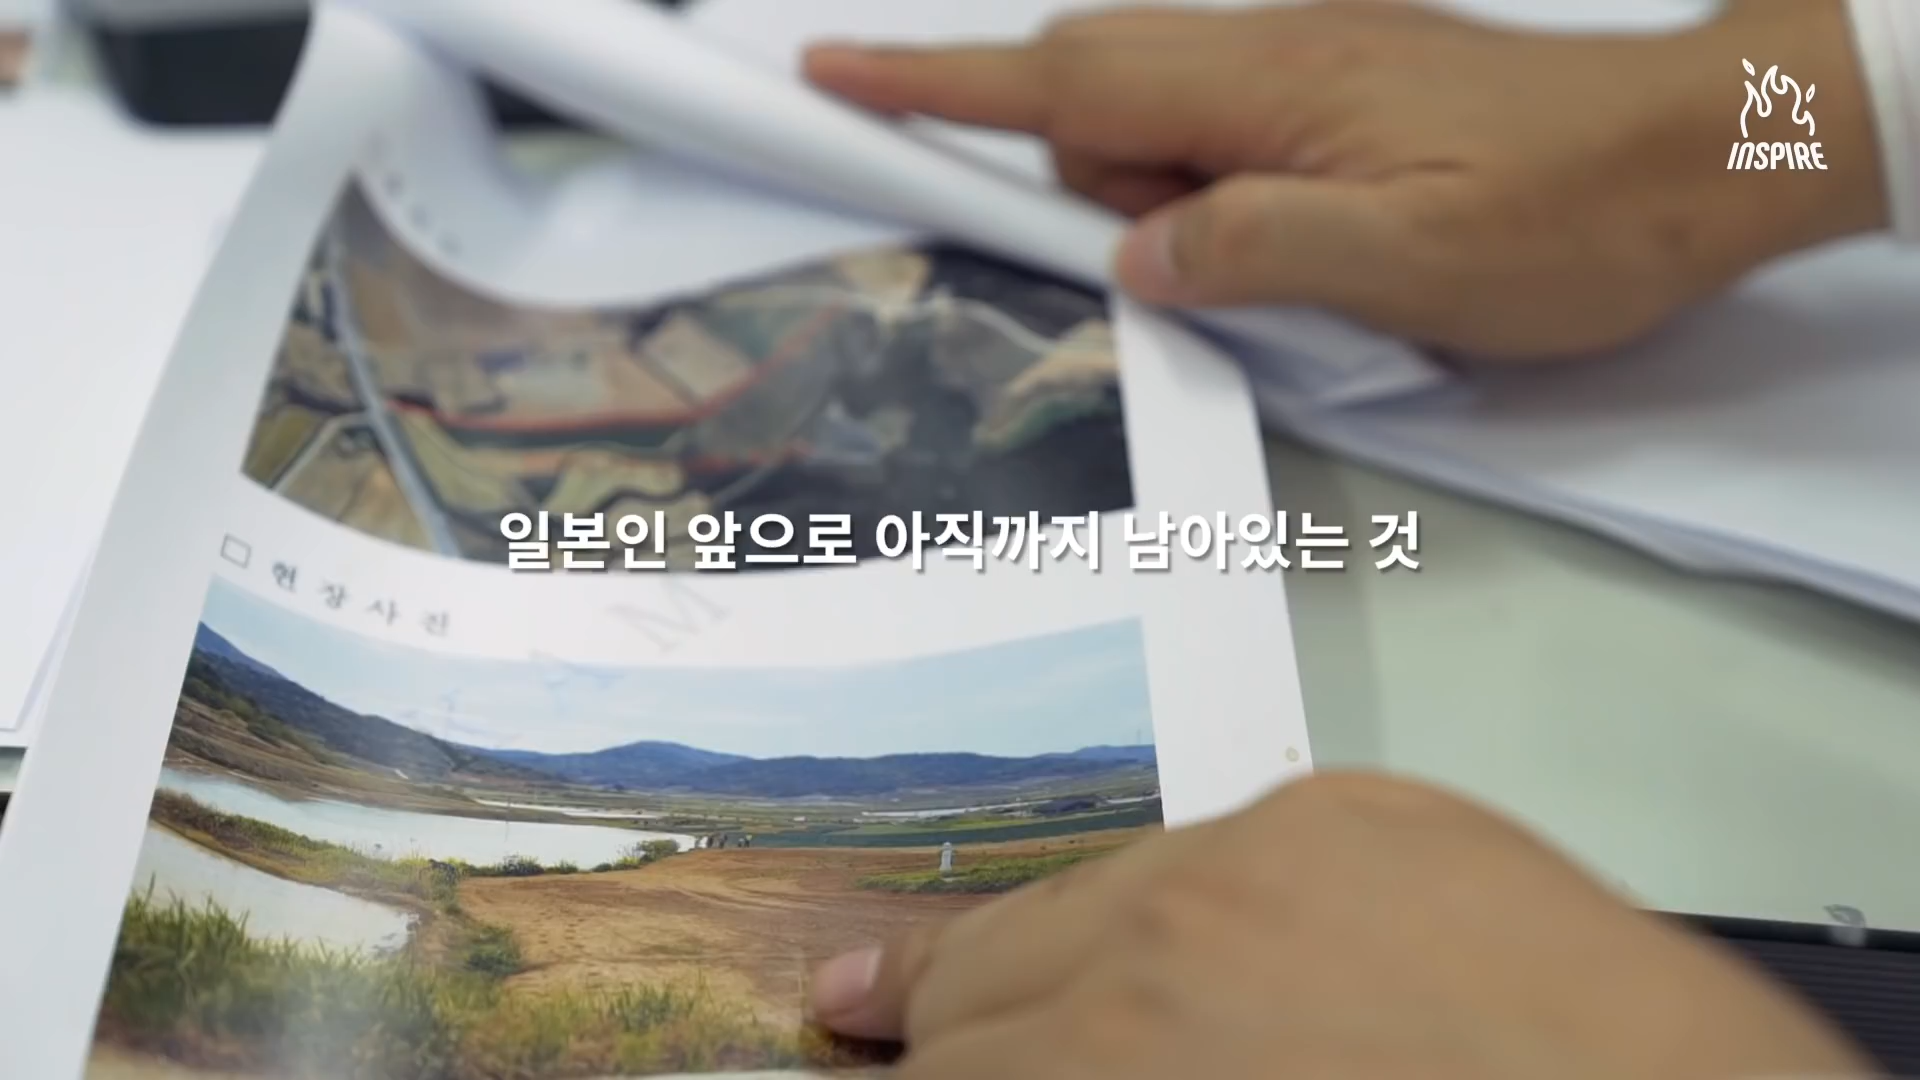 INSPIRE
일본인 앞으로 아직까지 남아있는 것
□ 현 장 사 진
M